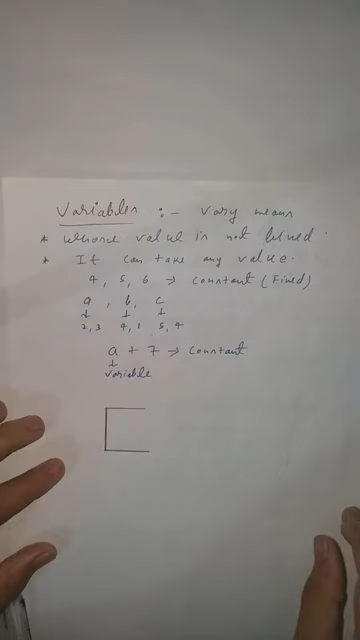 Variables :- Vary means
* whose value is not fixed.
* It can take any value.
4, 5, 6 → constant (Fixed)
a, b, c
↓ ↓ ↓
2, 3 4, 1 5, 4
a + 7 → constant
↓
variable